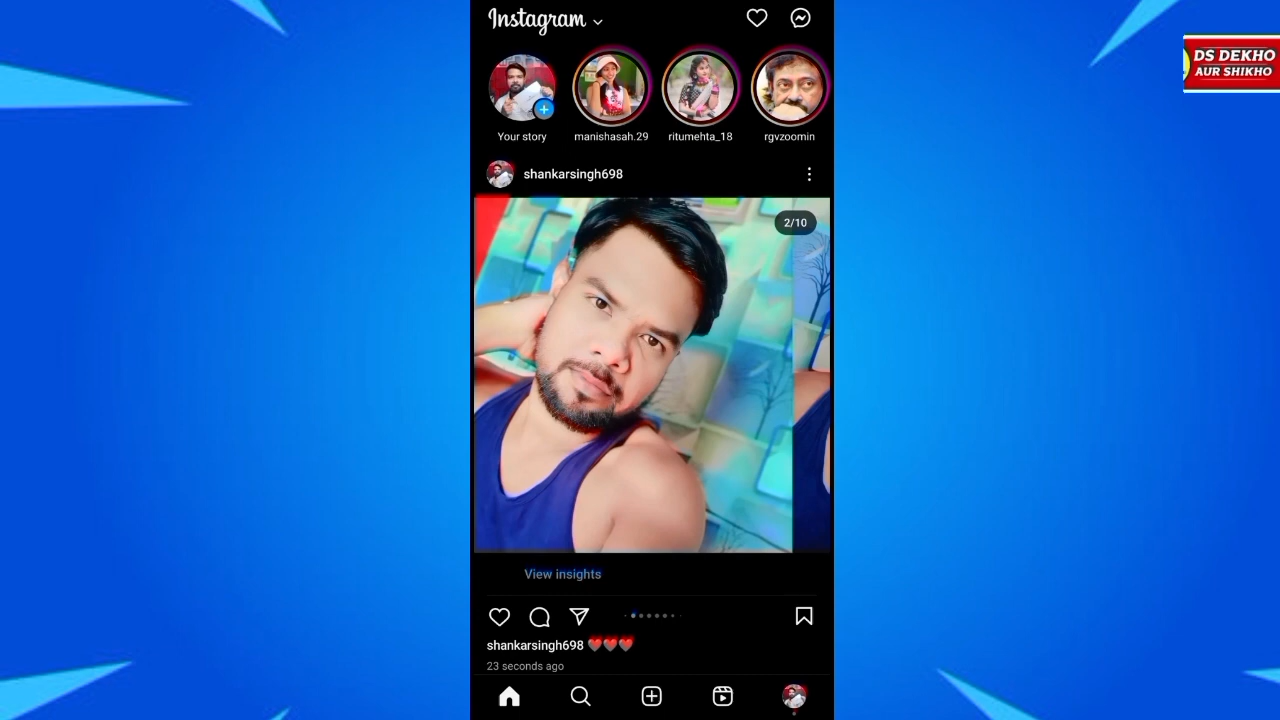 Instagram
DS DEKHO
AUR SHIKHO
Your story
manishasah.29
ritumehta_18
rgvzoomin
shankarsingh698
2/10
View insights
shankarsingh698 ❤️❤️❤️
23 seconds ago